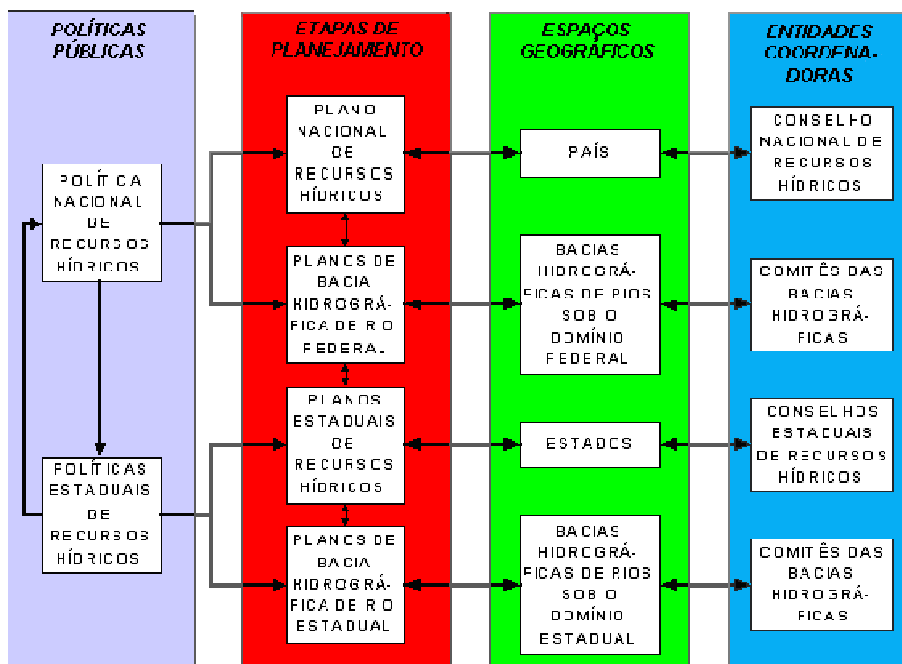 POLÍTICAS
PÚBLICAS
POLÍTICA
NACIONAL
DE
RECURSOS
HÍDRICOS
POLÍTICAS
ESTADUAIS
DE
RECURSOS
HÍDRICOS
ETAPAS DE
PLANEJAMENTO
PLANO
NACIONAL
DE
RECURSOS
HÍDRICOS
PLANOS DE
BACIA
HIDROGRÁ-
FICA DE RIO
FEDERAL
PLANOS
ESTADUAIS
DE
RECURSOS
HÍDRICOS
PLANOS DE
BACIA
HIDROGRÁ-
FICA DE RIO
ESTADUAL
ESPAÇOS
GEOGRÁFICOS
PAÍS
BACIAS
HIDROGRÁ-
FICAS DE RIOS
SOB O
DOMÍNIO
FEDERAL
ESTADOS
BACIAS
HIDROGRÁ-
FICAS DE RIOS
SOB O
DOMÍNIO
ESTADUAL
ENTIDADES
COORDENA-
DORAS
CONSELHO
NACIONAL DE
RECURSOS
HÍDRICOS
COMITÊS DAS
BACIAS
HIDROGRÁ-
FICAS
CONSELHOS
ESTADUAIS
DE RECURSOS
HÍDRICOS
COMITÊS DAS
BACIAS
HIDROGRÁ-
FICAS